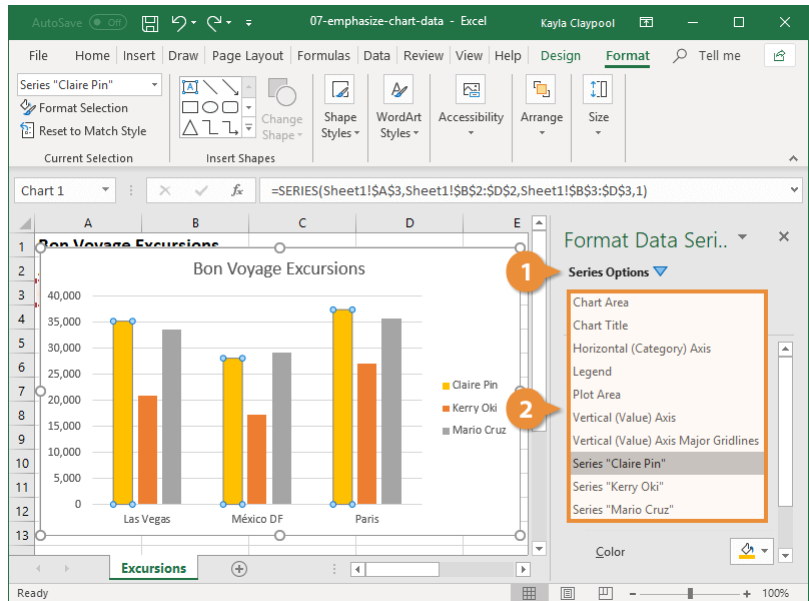 AutoSave Off 07-emphasize-chart-data - Excel Kayla Claypool
File Home Insert Draw Page Layout Formulas Data Review View Help Design Format Tell me
Series "Claire Pin"
Format Selection
Reset to Match Style
Current Selection
Change Shape
Insert Shapes
Shape Styles
WordArt Styles
Accessibility
Arrange
Size
Chart 1 fx =SERIES(Sheet1!$A$3,Sheet1!$B$2:$D$2,Sheet1!$B$3:$D$3,1)
A B C D E
1 Bon Voyage Excursions
2
3
4
5
6
7
8
9
10
11
12
13
Bon Voyage Excursions
40,000
35,000
30,000
25,000
20,000
15,000
10,000
5,000
0
Las Vegas México DF Paris
Claire Pin
Kerry Oki
Mario Cruz
Format Data Seri..
1 Series Options
2
Chart Area
Chart Title
Horizontal (Category) Axis
Legend
Plot Area
Vertical (Value) Axis
Vertical (Value) Axis Major Gridlines
Series "Claire Pin"
Series "Kerry Oki"
Series "Mario Cruz"
Color
Excursions
Ready 100%